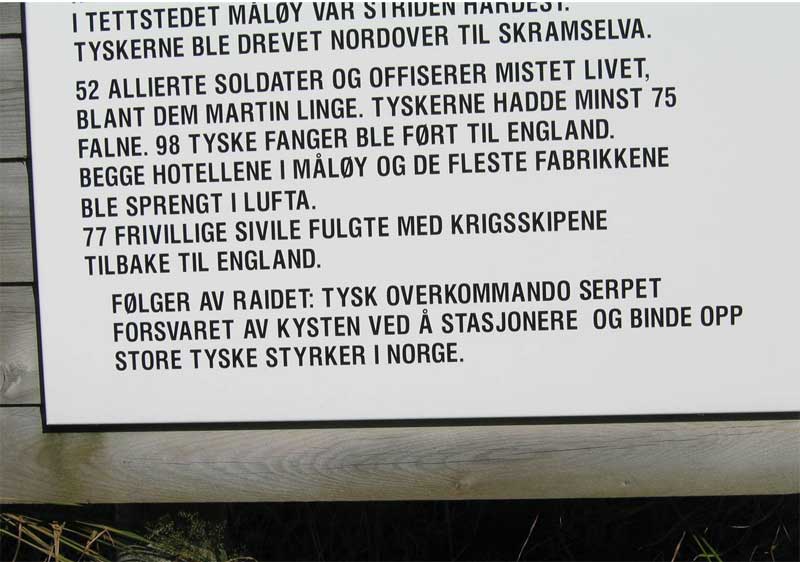 I TETTSTEDET MÅLØY VAR STRIDEN HARDEST.
TYSKERNE BLE DREVET NORDOVER TIL SKRAMSELVA.
52 ALLIERTE SOLDATER OG OFFISERER MISTET LIVET,
BLANT DEM MARTIN LINGE. TYSKERNE HADDE MINST 75
FALNE. 98 TYSKE FANGER BLE FØRT TIL ENGLAND.
BEGGE HOTELLENE I MÅLØY OG DE FLESTE FABRIKKENE
BLE SPRENGT I LUFTA.
77 FRIVILLIGE SIVILE FULGTE MED KRIGSSKIPENE
TILBAKE TIL ENGLAND.
FØLGER AV RAIDET: TYSK OVERKOMMANDO SERPET
FORSVARET AV KYSTEN VED Å STASJONERE OG BINDE OPP
STORE TYSKE STYRKER I NORGE.